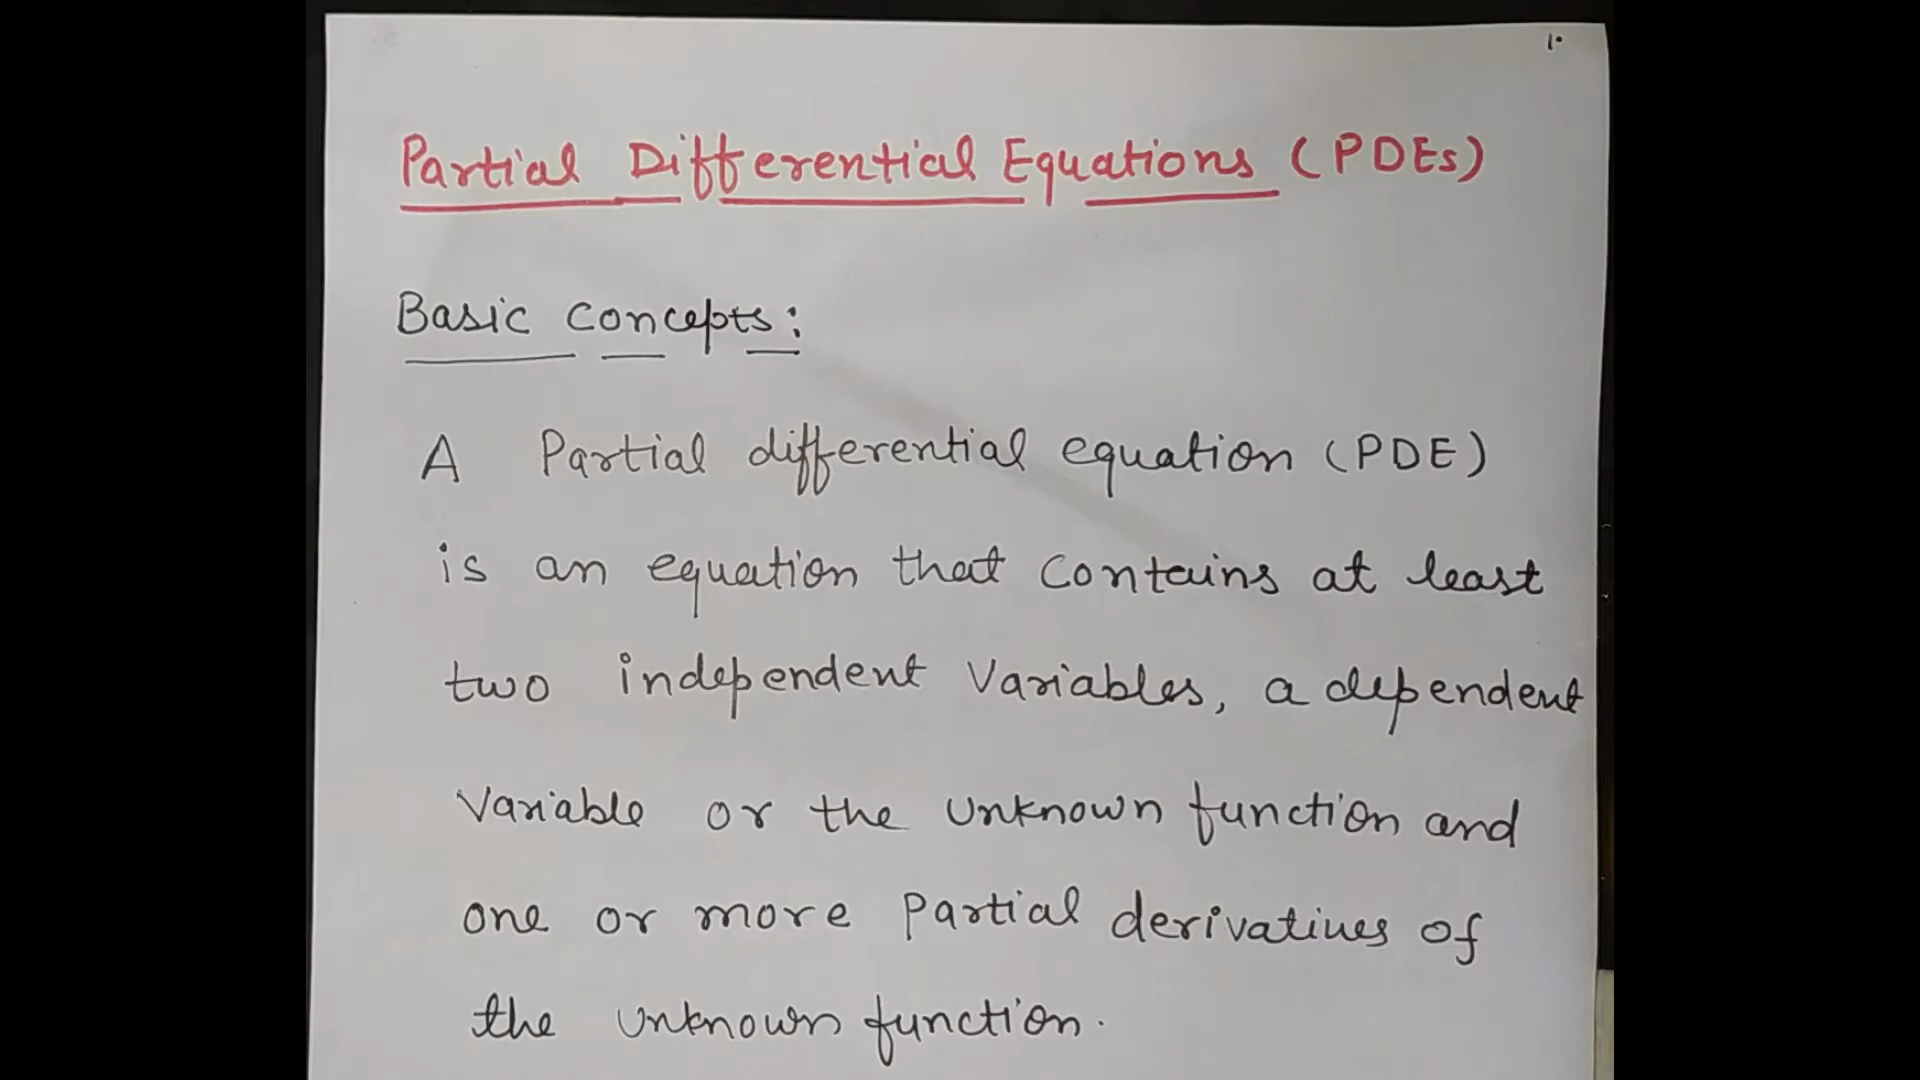 1.
Partial Differential Equations (PDEs)
Basic Concepts:
A Partial differential equation (PDE)
is an equation that contains at least
two independent Variables, a dependent
Variable or the unknown function and
one or more Partial derivatives of
the unknown function.